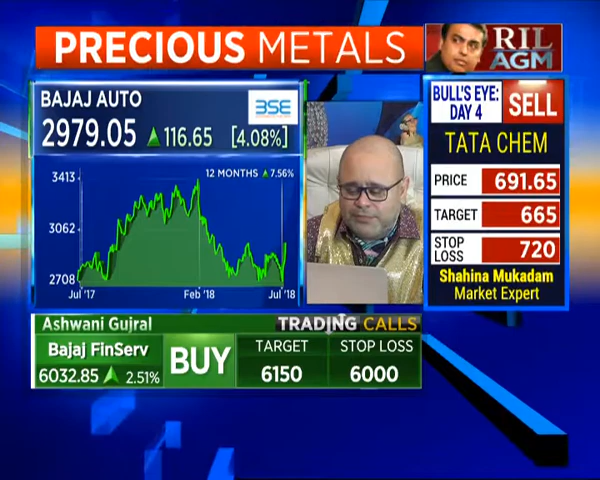 PRECIOUS METALS
RIL
AGM
BAJAJ AUTO
BSE
2979.05 ▲ 116.65 [4.08%]
12 MONTHS ▲ 7.56%
3413
3062
2708
Jul '17 Feb '18 Jul '18
BULL'S EYE:
DAY 4
SELL
TATA CHEM
PRICE 691.65
TARGET 665
STOP
LOSS 720
Shahina Mukadam
Market Expert
Ashwani Gujral
TRADING CALLS
Bajaj FinServ
6032.85 2.51%
BUY
TARGET STOP LOSS
6150 6000